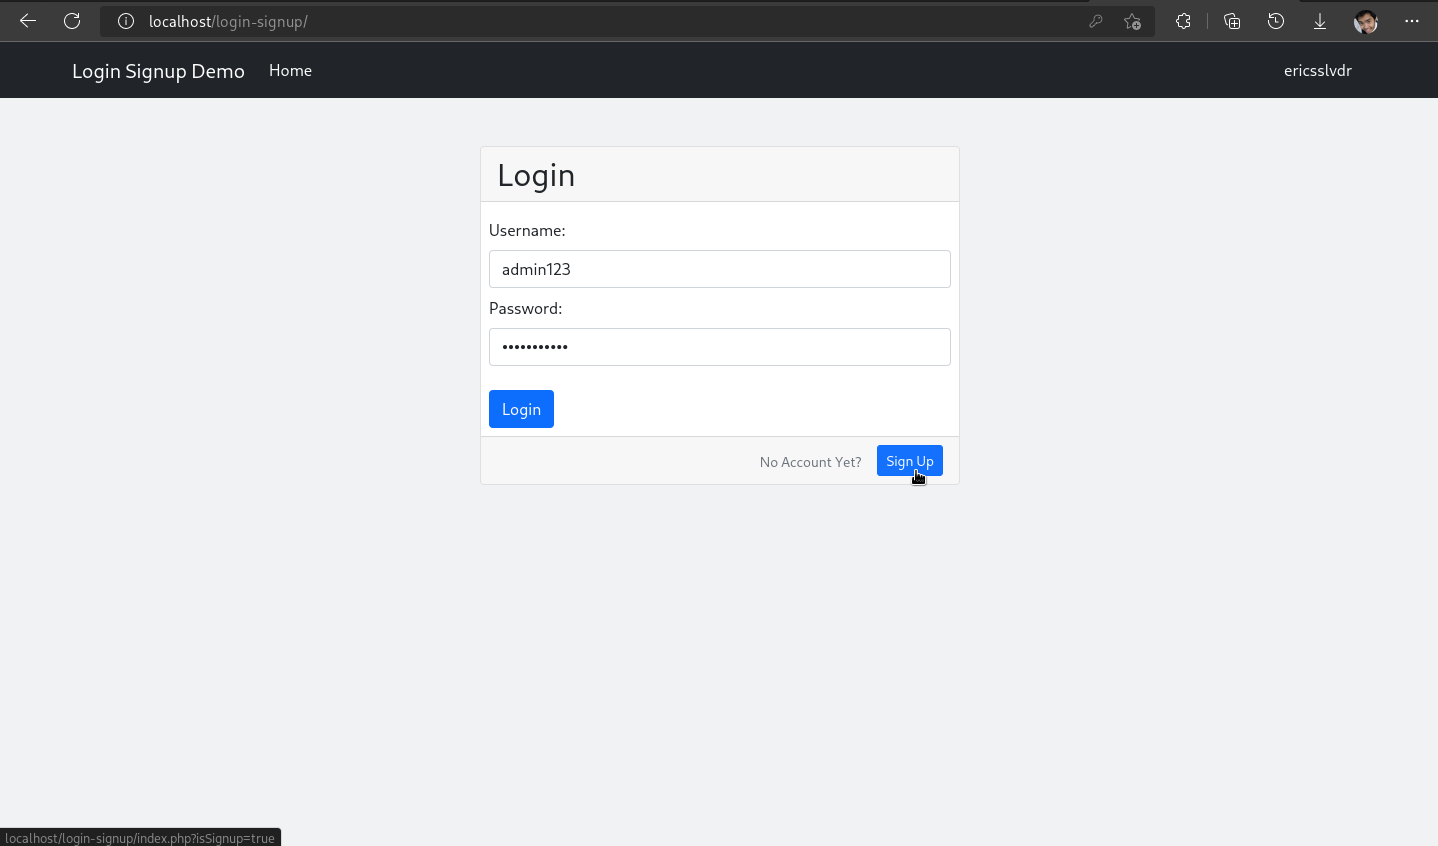 localhost/login-signup/
Login Signup Demo Home ericsslvdr
Login
Username:
admin123
Password:
•••••••••••
Login
No Account Yet? Sign Up
localhost/login-signup/index.php?isSignup=true